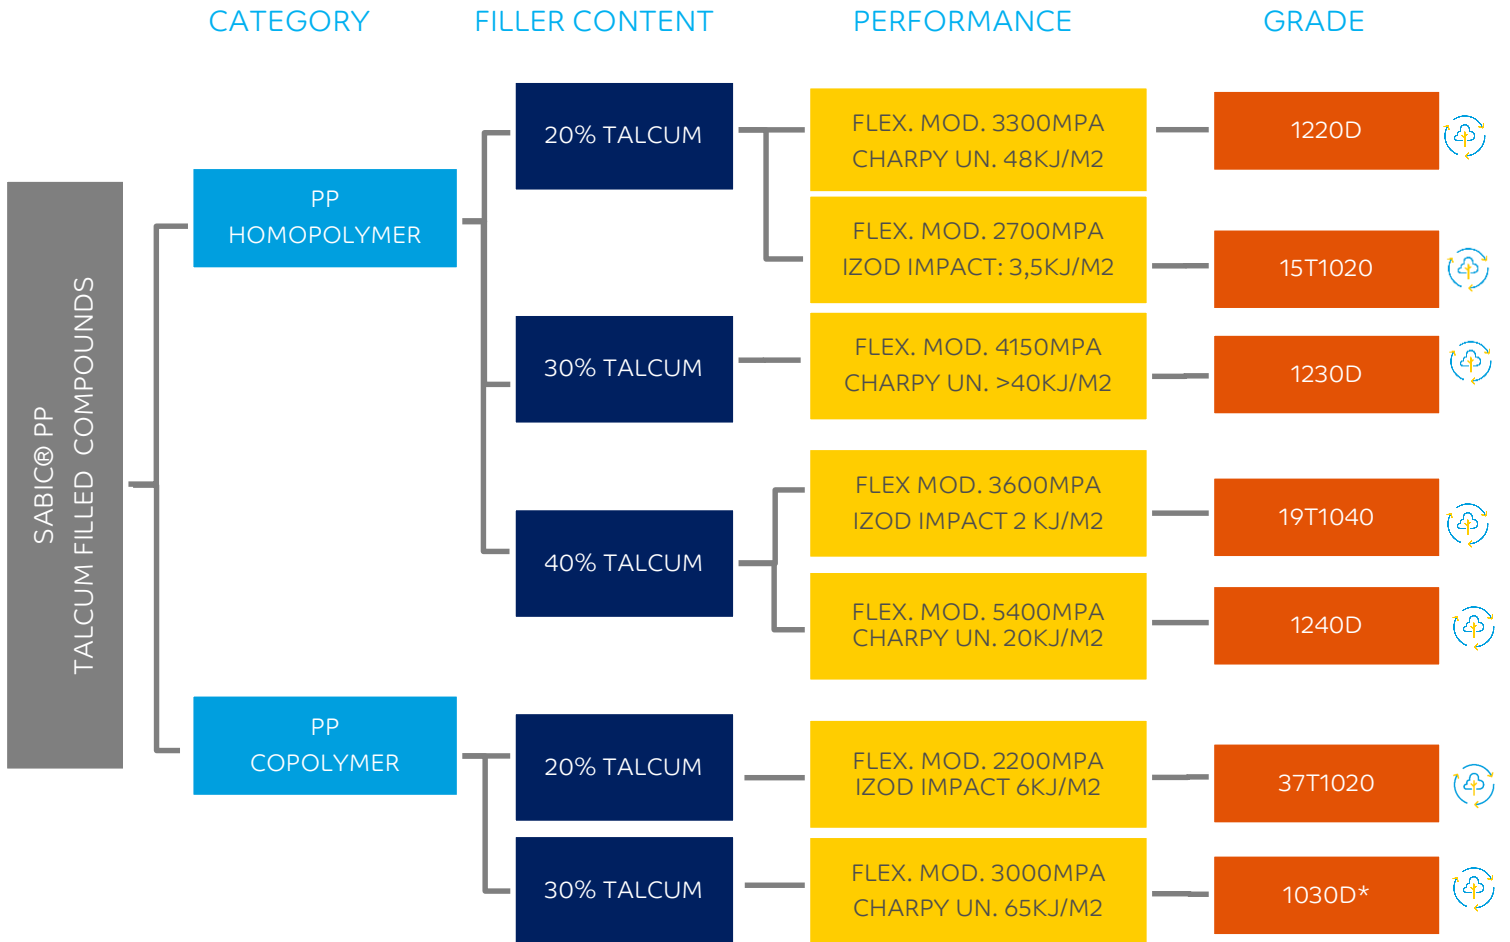 CATEGORY
FILLER CONTENT
PERFORMANCE
GRADE
SABIC® PP
TALCUM FILLED COMPOUNDS
PP
HOMOPOLYMER
20% TALCUM
FLEX. MOD. 3300MPA
CHARPY UN. 48KJ/M2
1220D
FLEX. MOD. 2700MPA
IZOD IMPACT: 3,5KJ/M2
15T1020
30% TALCUM
FLEX. MOD. 4150MPA
CHARPY UN. >40KJ/M2
1230D
40% TALCUM
FLEX MOD. 3600MPA
IZOD IMPACT 2 KJ/M2
19T1040
FLEX. MOD. 5400MPA
CHARPY UN. 20KJ/M2
1240D
PP
COPOLYMER
20% TALCUM
FLEX. MOD. 2200MPA
IZOD IMPACT 6KJ/M2
37T1020
30% TALCUM
FLEX. MOD. 3000MPA
CHARPY UN. 65KJ/M2
1030D*